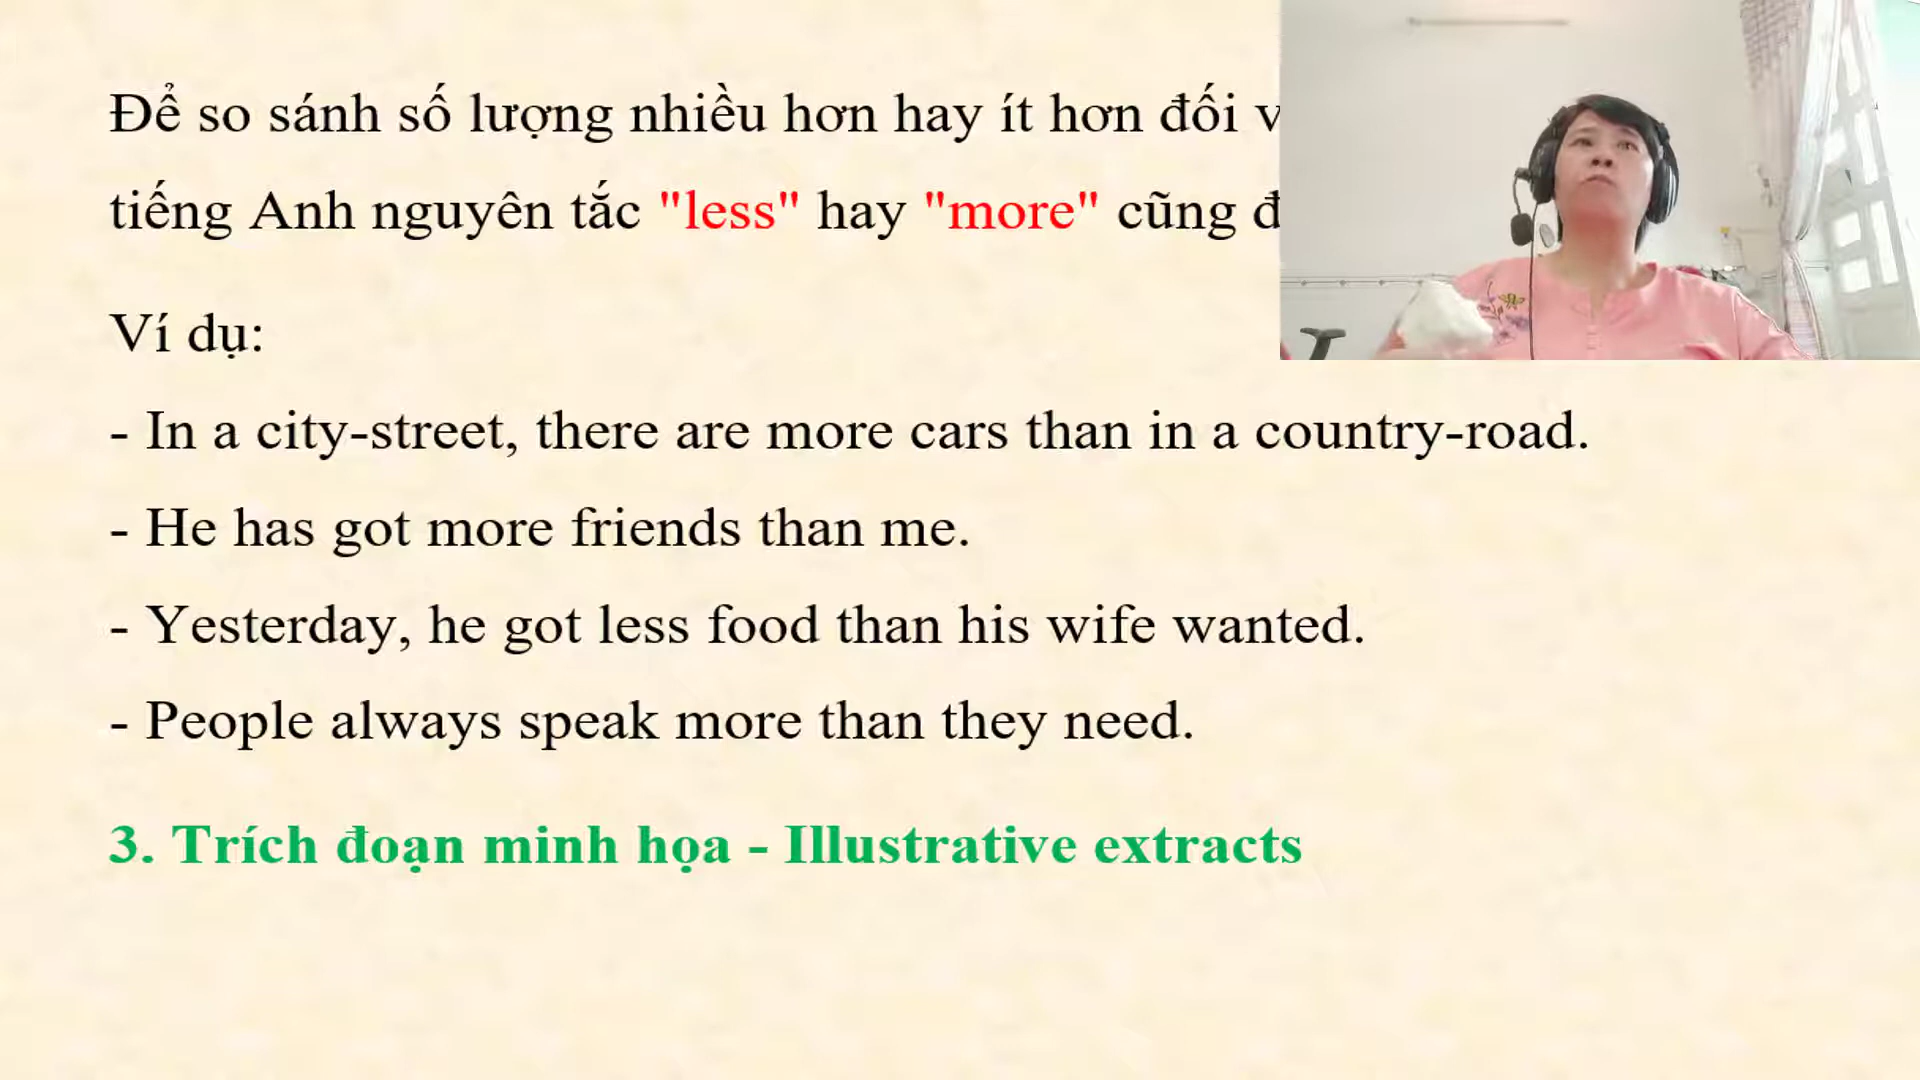 Để so sánh số lượng nhiều hơn hay ít hơn đối
tiếng Anh nguyên tắc "less" hay "more" cũng
Ví dụ:
- In a city-street, there are more cars than in a country-road.
- He has got more friends than me.
- Yesterday, he got less food than his wife wanted.
- People always speak more than they need.
3. Trích đoạn minh họa - Illustrative extracts